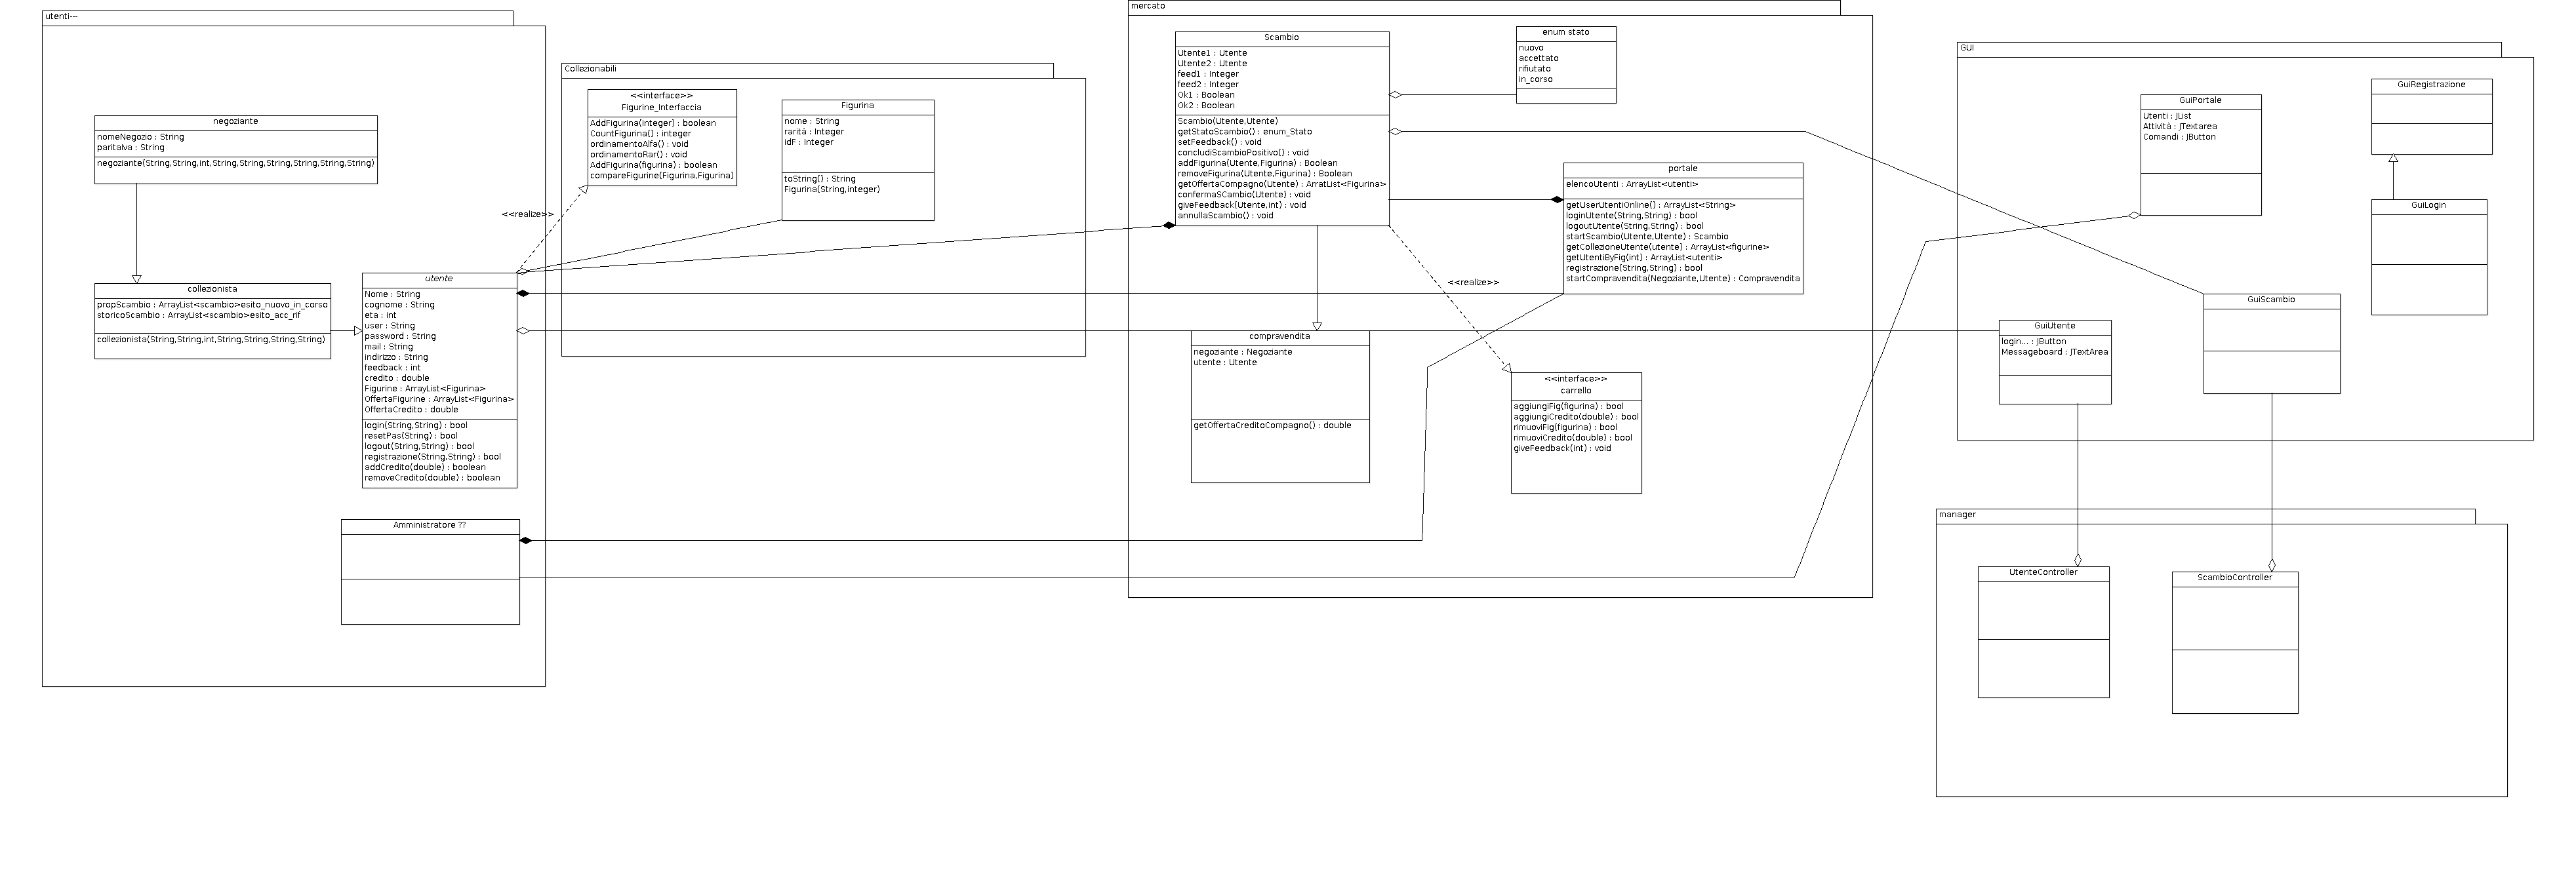 utenti---
negoziante
nomeNegozio : String
paritaIva : String
negoziante(String,String,int,String,String,String,String,String,String)
collezionista
propScambio : ArrayList<scambio>esito_nuovo_in_corso
storicoScambio : ArrayList<scambio>esito_acc_rif
collezionista(String,String,int,String,String,String,String)
utente
Nome : String
cognome : String
eta : int
user : String
password : String
mail : String
indirizzo : String
feedback : int
credito : double
Figurine : ArrayList<Figurina>
OffertaFigurine : ArrayList<Figurina>
OffertaCredito : double
login(String,String) : bool
resetPas(String) : bool
logout(String,String) : bool
registrazione(String,String) : bool
addCredito(double) : boolean
removeCredito(double) : boolean
Amministratore ??
Collezionabili
<<interface>>
Figurine_Interfaccia
AddFigurina(integer) : boolean
CountFigurina() : integer
ordinamentoAlfa() : void
ordinamentoRar() : void
AddFigurina(figurina) : boolean
compareFigurine(Figurina,Figurina)
<<realize>>
Figurina
nome : String
rarità : Integer
idF : Integer
toString() : String
Figurina(String,integer)
mercato
Scambio
Utente1 : Utente
Utente2 : Utente
feed1 : Integer
feed2 : Integer
Ok1 : Boolean
Ok2 : Boolean
Scambio(Utente,Utente)
getStatoScambio() : enum_Stato
setFeedback() : void
concludiScambioPositivo() : void
addFigurina(Utente,Figurina) : Boolean
removeFigurina(Utente,Figurina) : Boolean
getOffertaCompagno(Utente) : ArratList<Figurina>
confermaSCambio(Utente) : void
giveFeedback(Utente,int) : void
annullaScambio() : void
enum stato
nuovo
accettato
rifiutato
in_corso
portale
elencoUtenti : ArrayList<utenti>
getUserUtentiOnline() : ArrayList<String>
loginUtente(String,String) : bool
logoutUtente(String,String) : bool
startScambio(Utente,Utente) : Scambio
getCollezioneUtente(utente) : ArrayList<figurine>
getUtentiByFig(int) : ArrayList<utenti>
registrazione(String,String) : bool
startCompravendita(Negoziante,Utente) : Compravendita
<<realize>>
compravendita
negoziante : Negoziante
utente : Utente
getOffertaCreditoCompagno() : double
<<interface>>
carrello
aggiungiFig(figurina) : bool
aggiungiCredito(double) : bool
rimuoviFig(figurina) : bool
rimuoviCredito(double) : bool
giveFeedback(int) : void
GUI
GuiPortale
Utenti : JList
Attività : JTextarea
Comandi : JButton
GuiRegistrazione
GuiLogin
GuiScambio
GuiUtente
login... : JButton
Messageboard : JTextArea
manager
UtenteController
ScambioController